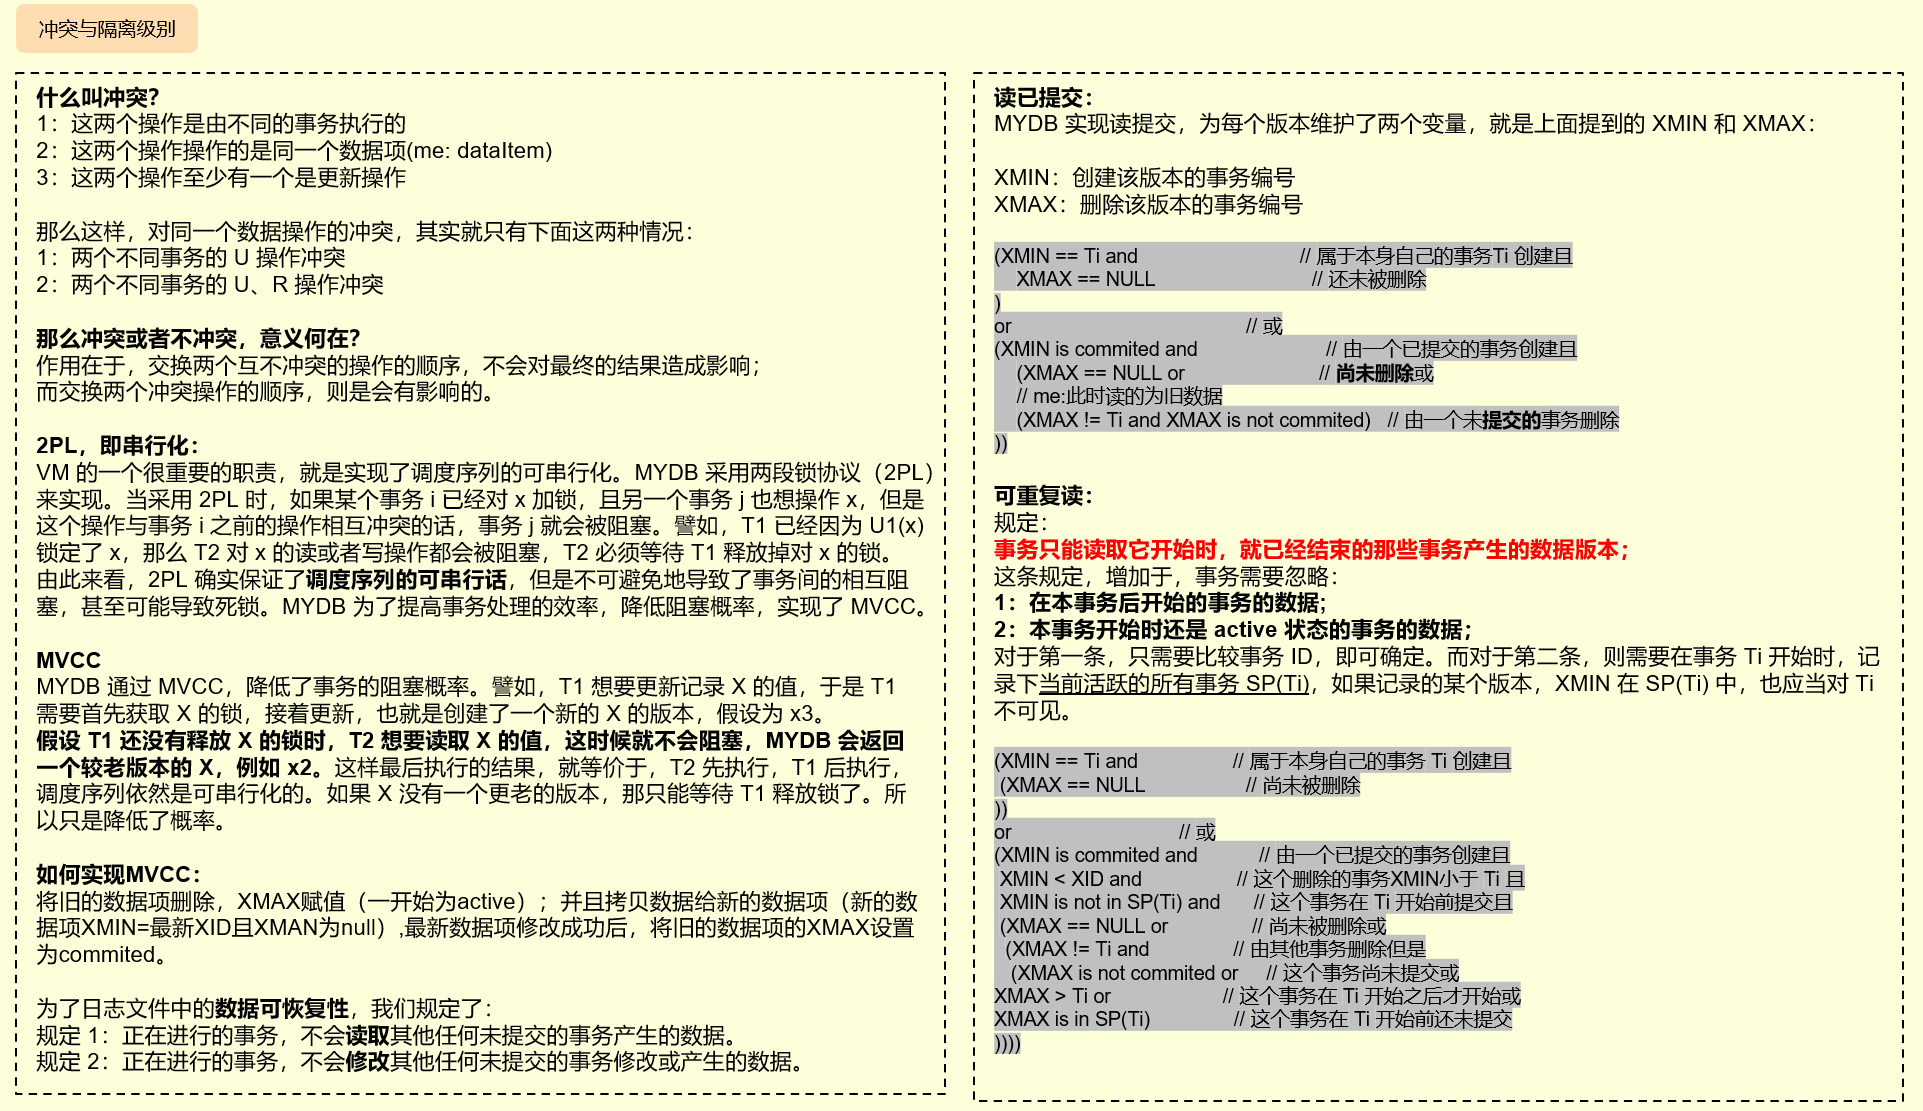 冲突与隔离级别
什么叫冲突？
1：这两个操作是由不同的事务执行的
2：这两个操作操作的是同一个数据项(me: dataItem)
3：这两个操作至少有一个是更新操作
那么这样，对同一个数据操作的冲突，其实就只有下面这两种情况：
1：两个不同事务的 U 操作冲突
2：两个不同事务的 U、R 操作冲突
那么冲突或者不冲突，意义何在？
作用在于，交换两个互不冲突的操作的顺序，不会对最终的结果造成影响；
而交换两个冲突操作的顺序，则是会有影响的。
2PL，即串行化：
VM 的一个很重要的职责，就是实现了调度序列的可串行化。MYDB 采用两段锁协议（2PL）
来实现。当采用 2PL 时，如果某个事务 i 已经对 x 加锁，且另一个事务 j 也想操作 x，但是
这个操作与事务 i 之前的操作相互冲突的话，事务 j 就会被阻塞。譬如，T1 已经因为 U1(x)
锁定了 x，那么 T2 对 x 的读或者写操作都会被阻塞，T2 必须等待 T1 释放掉对 x 的锁。
由此来看，2PL 确实保证了调度序列的可串行话，但是不可避免地导致了事务间的相互阻
塞，甚至可能导致死锁。MYDB 为了提高事务处理的效率，降低阻塞概率，实现了 MVCC。
MVCC
MYDB 通过 MVCC，降低了事务的阻塞概率。譬如，T1 想要更新记录 X 的值，于是 T1
需要首先获取 X 的锁，接着更新，也就是创建了一个新的 X 的版本，假设为 x3。
假设 T1 还没有释放 X 的锁时，T2 想要读取 X 的值，这时候就不会阻塞，MYDB 会返回
一个较老版本的 X，例如 x2。这样最后执行的结果，就等价于，T2 先执行，T1 后执行，
调度序列依然是可串行化的。如果 X 没有一个更老的版本，那只能等待 T1 释放锁了。所
以只是降低了概率。
如何实现MVCC：
将旧的数据项删除，XMAX赋值（一开始为active）；并且拷贝数据给新的数据项（新的数
据项XMIN=最新XID且XMAN为null）,最新数据项修改成功后，将旧的数据项的XMAX设置
为commited。
为了日志文件中的数据可恢复性，我们规定了：
规定 1：正在进行的事务，不会读取其他任何未提交的事务产生的数据。
规定 2：正在进行的事务，不会修改其他任何未提交的事务修改或产生的数据。
读已提交：
MYDB 实现读提交，为每个版本维护了两个变量，就是上面提到的 XMIN 和 XMAX：
XMIN：创建该版本的事务编号
XMAX：删除该版本的事务编号
(XMIN == Ti and // 属于本身自己的事务Ti 创建且
XMAX == NULL // 还未被删除
)
or // 或
(XMIN is commited and // 由一个已提交的事务创建且
(XMAX == NULL or // 尚未删除或
// me:此时读的为旧数据
(XMAX != Ti and XMAX is not commited) // 由一个未提交的事务删除
))
可重复读：
规定：
事务只能读取它开始时，就已经结束的那些事务产生的数据版本；
这条规定，增加于，事务需要忽略：
1：在本事务后开始的事务的数据;
2：本事务开始时还是 active 状态的事务的数据；
对于第一条，只需要比较事务 ID，即可确定。而对于第二条，则需要在事务 Ti 开始时，记
录下当前活跃的所有事务 SP(Ti)，如果记录的某个版本，XMIN 在 SP(Ti) 中，也应当对 Ti
不可见。
(XMIN == Ti and // 属于本身自己的事务 Ti 创建且
(XMAX == NULL // 尚未被删除
))
or // 或
(XMIN is commited and // 由一个已提交的事务创建且
XMIN < XID and // 这个删除的事务XMIN小于 Ti 且
XMIN is not in SP(Ti) and // 这个事务在 Ti 开始前提交且
(XMAX == NULL or // 尚未被删除或
(XMAX != Ti and // 由其他事务删除但是
(XMAX is not commited or // 这个事务尚未提交或
XMAX > Ti or // 这个事务在 Ti 开始之后才开始或
XMAX is in SP(Ti) // 这个事务在 Ti 开始前还未提交
))))